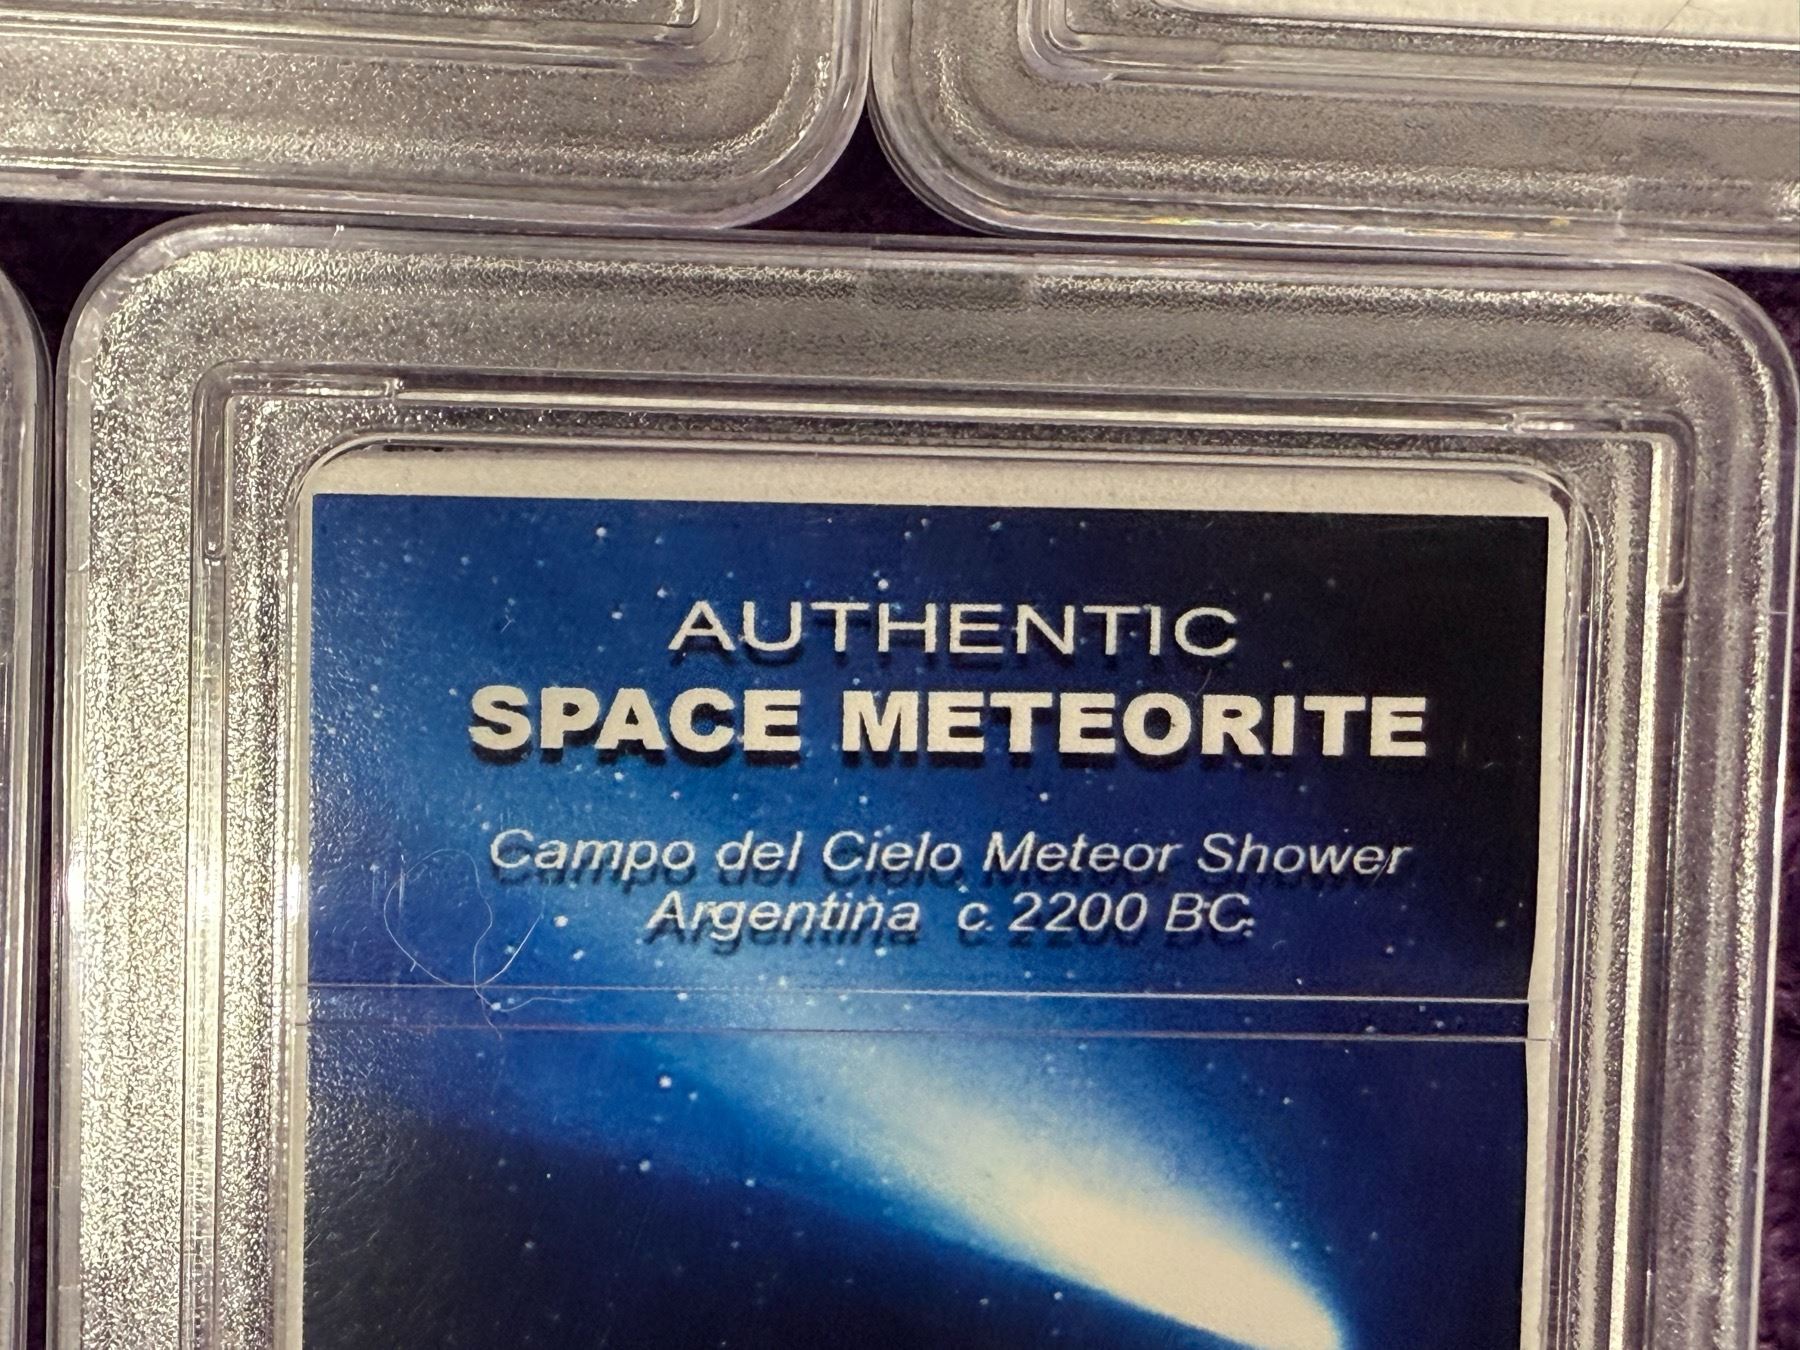 AUTHENTIC
SPACE METEORITE
Campo del Cielo Meteor Shower
Argentina c. 2200 BC.